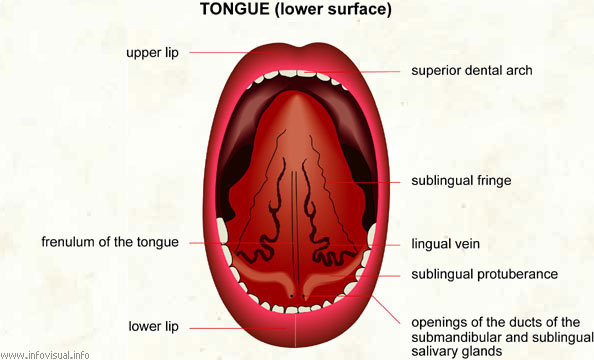 TONGUE (lower surface)
upper lip
superior dental arch
sublingual fringe
frenulum of the tongue
lingual vein
sublingual protuberance
lower lip
openings of the ducts of the
submandibular and sublingual
salivary glands
www.infovisual.info